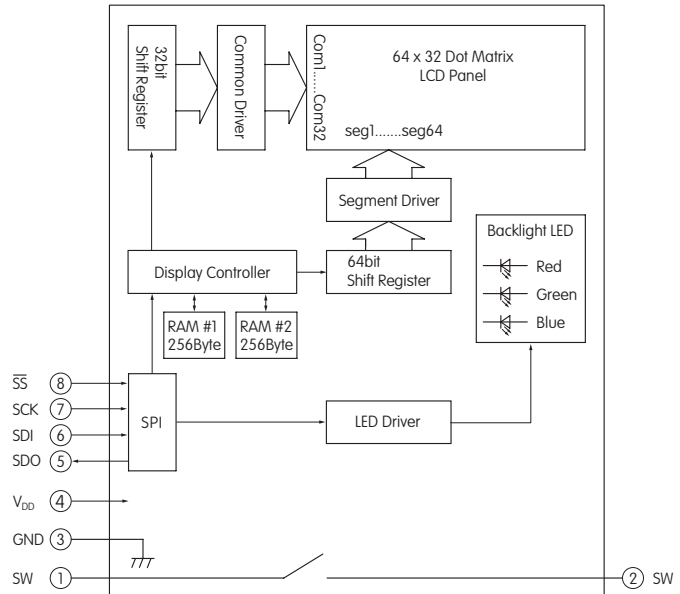 32bit
Shift Register
Common Driver
Com1......Com32
64 x 32 Dot Matrix
LCD Panel
seg1.......seg64
Segment Driver
Backlight LED
Red
Green
Blue
Display Controller
64bit
Shift Register
RAM #1
256Byte
RAM #2
256Byte
S̅S̅ 8
SCK 7
SDI 6
SDO 5
SPI
LED Driver
VDD 4
GND 3
SW 1
2 SW